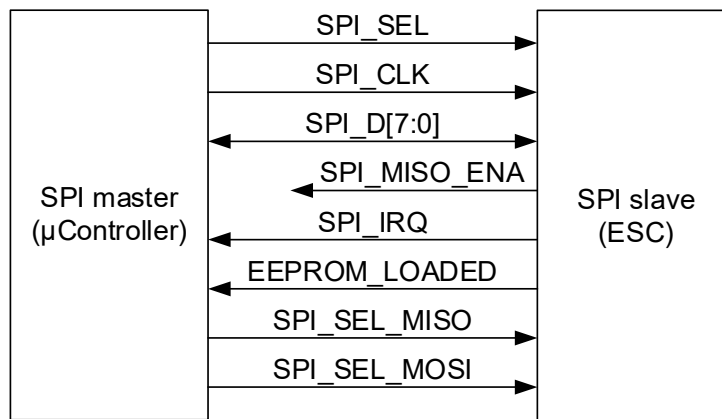 SPI_SEL
SPI_CLK
SPI_D[7:0]
SPI_MISO_ENA
SPI master
(µController)
SPI slave
(ESC)
SPI_IRQ
EEPROM_LOADED
SPI_SEL_MISO
SPI_SEL_MOSI